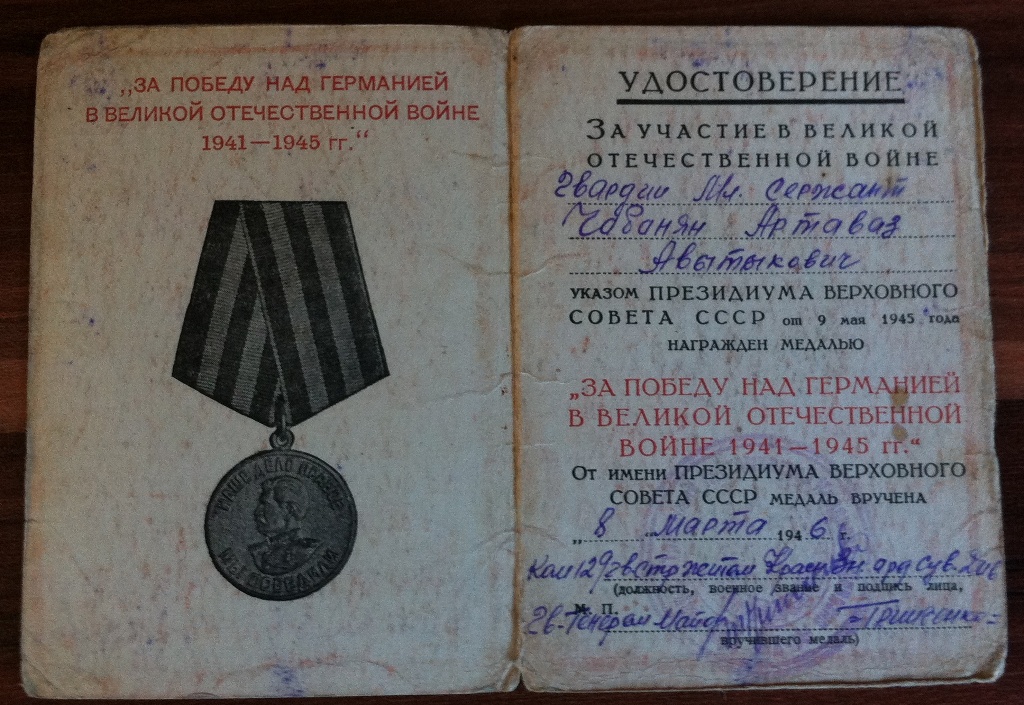 „ЗА ПОБЕДУ НАД ГЕРМАНИЕЙ
В ВЕЛИКОЙ ОТЕЧЕСТВЕННОЙ ВОЙНЕ
1941—1945 гг.“
НАШЕ ДЕЛО ПРАВОЕ
МЫ ПОБЕДИЛИ
УДОСТОВЕРЕНИЕ
ЗА УЧАСТИЕ В ВЕЛИКОЙ
ОТЕЧЕСТВЕННОЙ ВОЙНЕ
Гвардии Мл. сержант
Чабанян Артаваз
Авытыкович
УКАЗОМ ПРЕЗИДИУМА ВЕРХОВНОГО
СОВЕТА СССР от 9 мая 1945 года
НАГРАЖДЕН МЕДАЛЬЮ
„ЗА ПОБЕДУ НАД ГЕРМАНИЕЙ
В ВЕЛИКОЙ ОТЕЧЕСТВЕННОЙ
ВОЙНЕ 1941—1945 гг.“
ОТ ИМЕНИ ПРЕЗИДИУМА ВЕРХОВНОГО
СОВЕТА СССР МЕДАЛЬ ВРУЧЕНА
„8 „ Марта 1946 г.
Ком 12
(должность, военное звание и подпись лица,
М. П.
Гв. Генерал Майор
вручившего медаль)